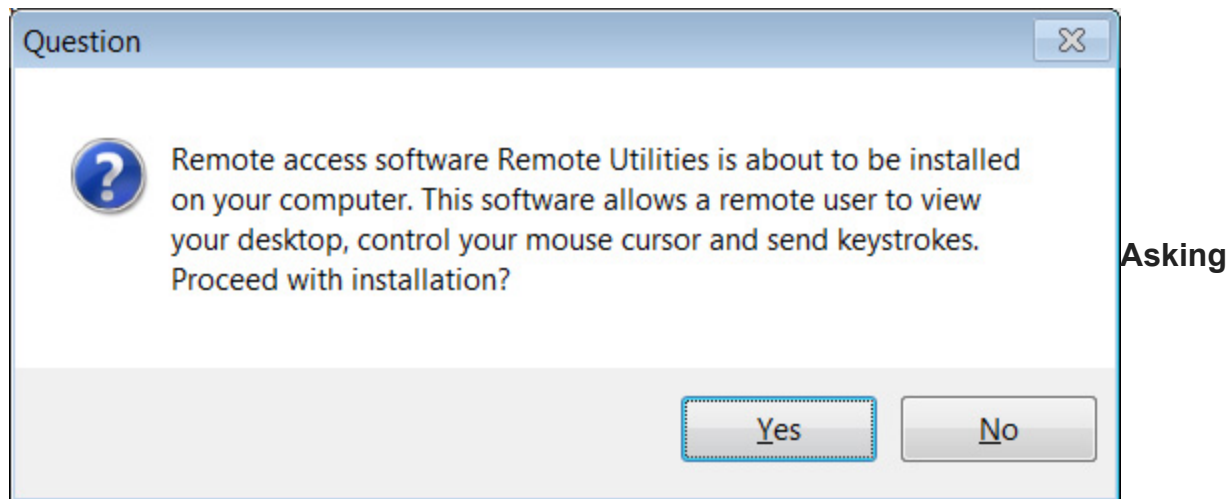 Question
Remote access software Remote Utilities is about to be installed
on your computer. This software allows a remote user to view
your desktop, control your mouse cursor and send keystrokes.
Proceed with installation?
Asking
Yes
No